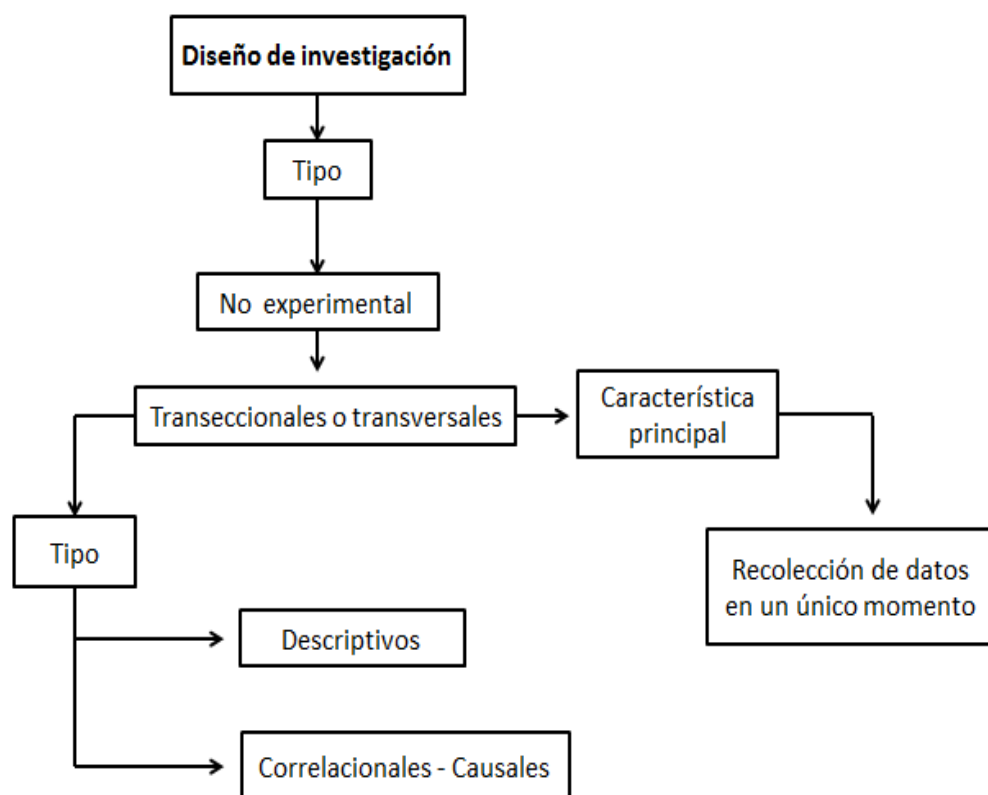 Diseño de investigación
Tipo
No experimental
Transeccionales o transversales
Característica
principal
Tipo
Recolección de datos
en un único momento
Descriptivos
Correlacionales - Causales